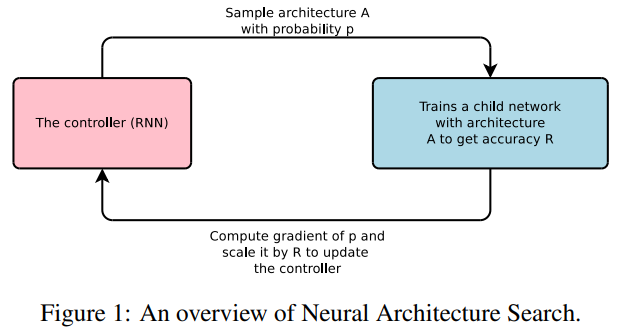 Sample architecture A
with probability p
The controller (RNN)
Trains a child network
with architecture
A to get accuracy R
Compute gradient of p and
scale it by R to update
the controller
Figure 1: An overview of Neural Architecture Search.